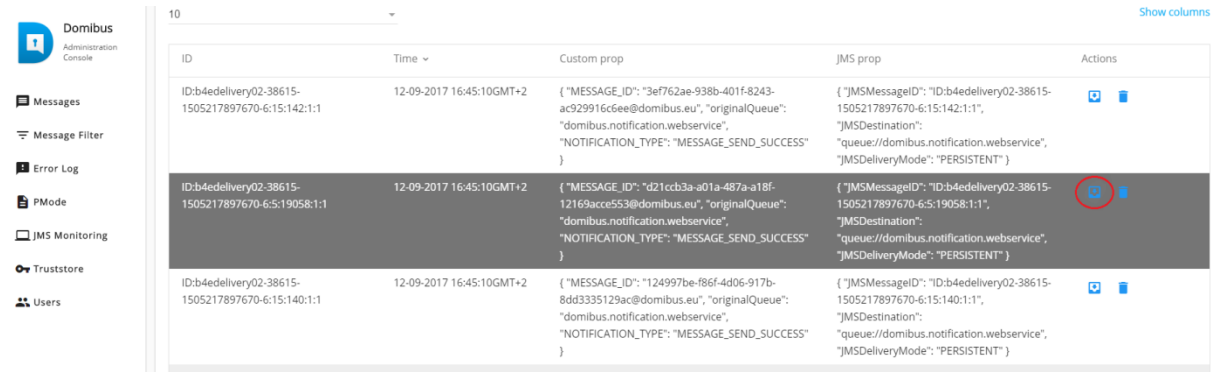 Domibus
Administration
Console
Messages
Message Filter
Error Log
PMode
JMS Monitoring
Truststore
Users
10
Show columns
ID Time Custom prop JMS prop Actions
ID:b4edelivery02-38615-
1505217897670-6:15:142:1:1
12-09-2017 16:45:10GMT+2
{ "MESSAGE_ID": "3ef762ae-938b-401f-8243-
ac929916c6ee@domibus.eu", "originalQueue":
"domibus.notification.webservice",
"NOTIFICATION_TYPE": "MESSAGE_SEND_SUCCESS"
}
{ "JMSMessageID": "ID:b4edelivery02-38615-
1505217897670-6:15:142:1:1",
"JMSDestination":
"queue://domibus.notification.webservice",
"JMSDeliveryMode": "PERSISTENT" }
ID:b4edelivery02-38615-
1505217897670-6:5:19058:1:1
12-09-2017 16:45:10GMT+2
{ "MESSAGE_ID": "d21ccb3a-a01a-487a-a18f-
12169acce553@domibus.eu", "originalQueue":
"domibus.notification.webservice",
"NOTIFICATION_TYPE": "MESSAGE_SEND_SUCCESS"
}
{ "JMSMessageID": "ID:b4edelivery02-38615-
1505217897670-6:5:19058:1:1",
"JMSDestination":
"queue://domibus.notification.webservice",
"JMSDeliveryMode": "PERSISTENT" }
ID:b4edelivery02-38615-
1505217897670-6:15:140:1:1
12-09-2017 16:45:10GMT+2
{ "MESSAGE_ID": "124997be-f86f-4d06-917b-
8dd3335129ac@domibus.eu", "originalQueue":
"domibus.notification.webservice",
"NOTIFICATION_TYPE": "MESSAGE_SEND_SUCCESS"
}
{ "JMSMessageID": "ID:b4edelivery02-38615-
1505217897670-6:15:140:1:1",
"JMSDestination":
"queue://domibus.notification.webservice",
"JMSDeliveryMode": "PERSISTENT" }